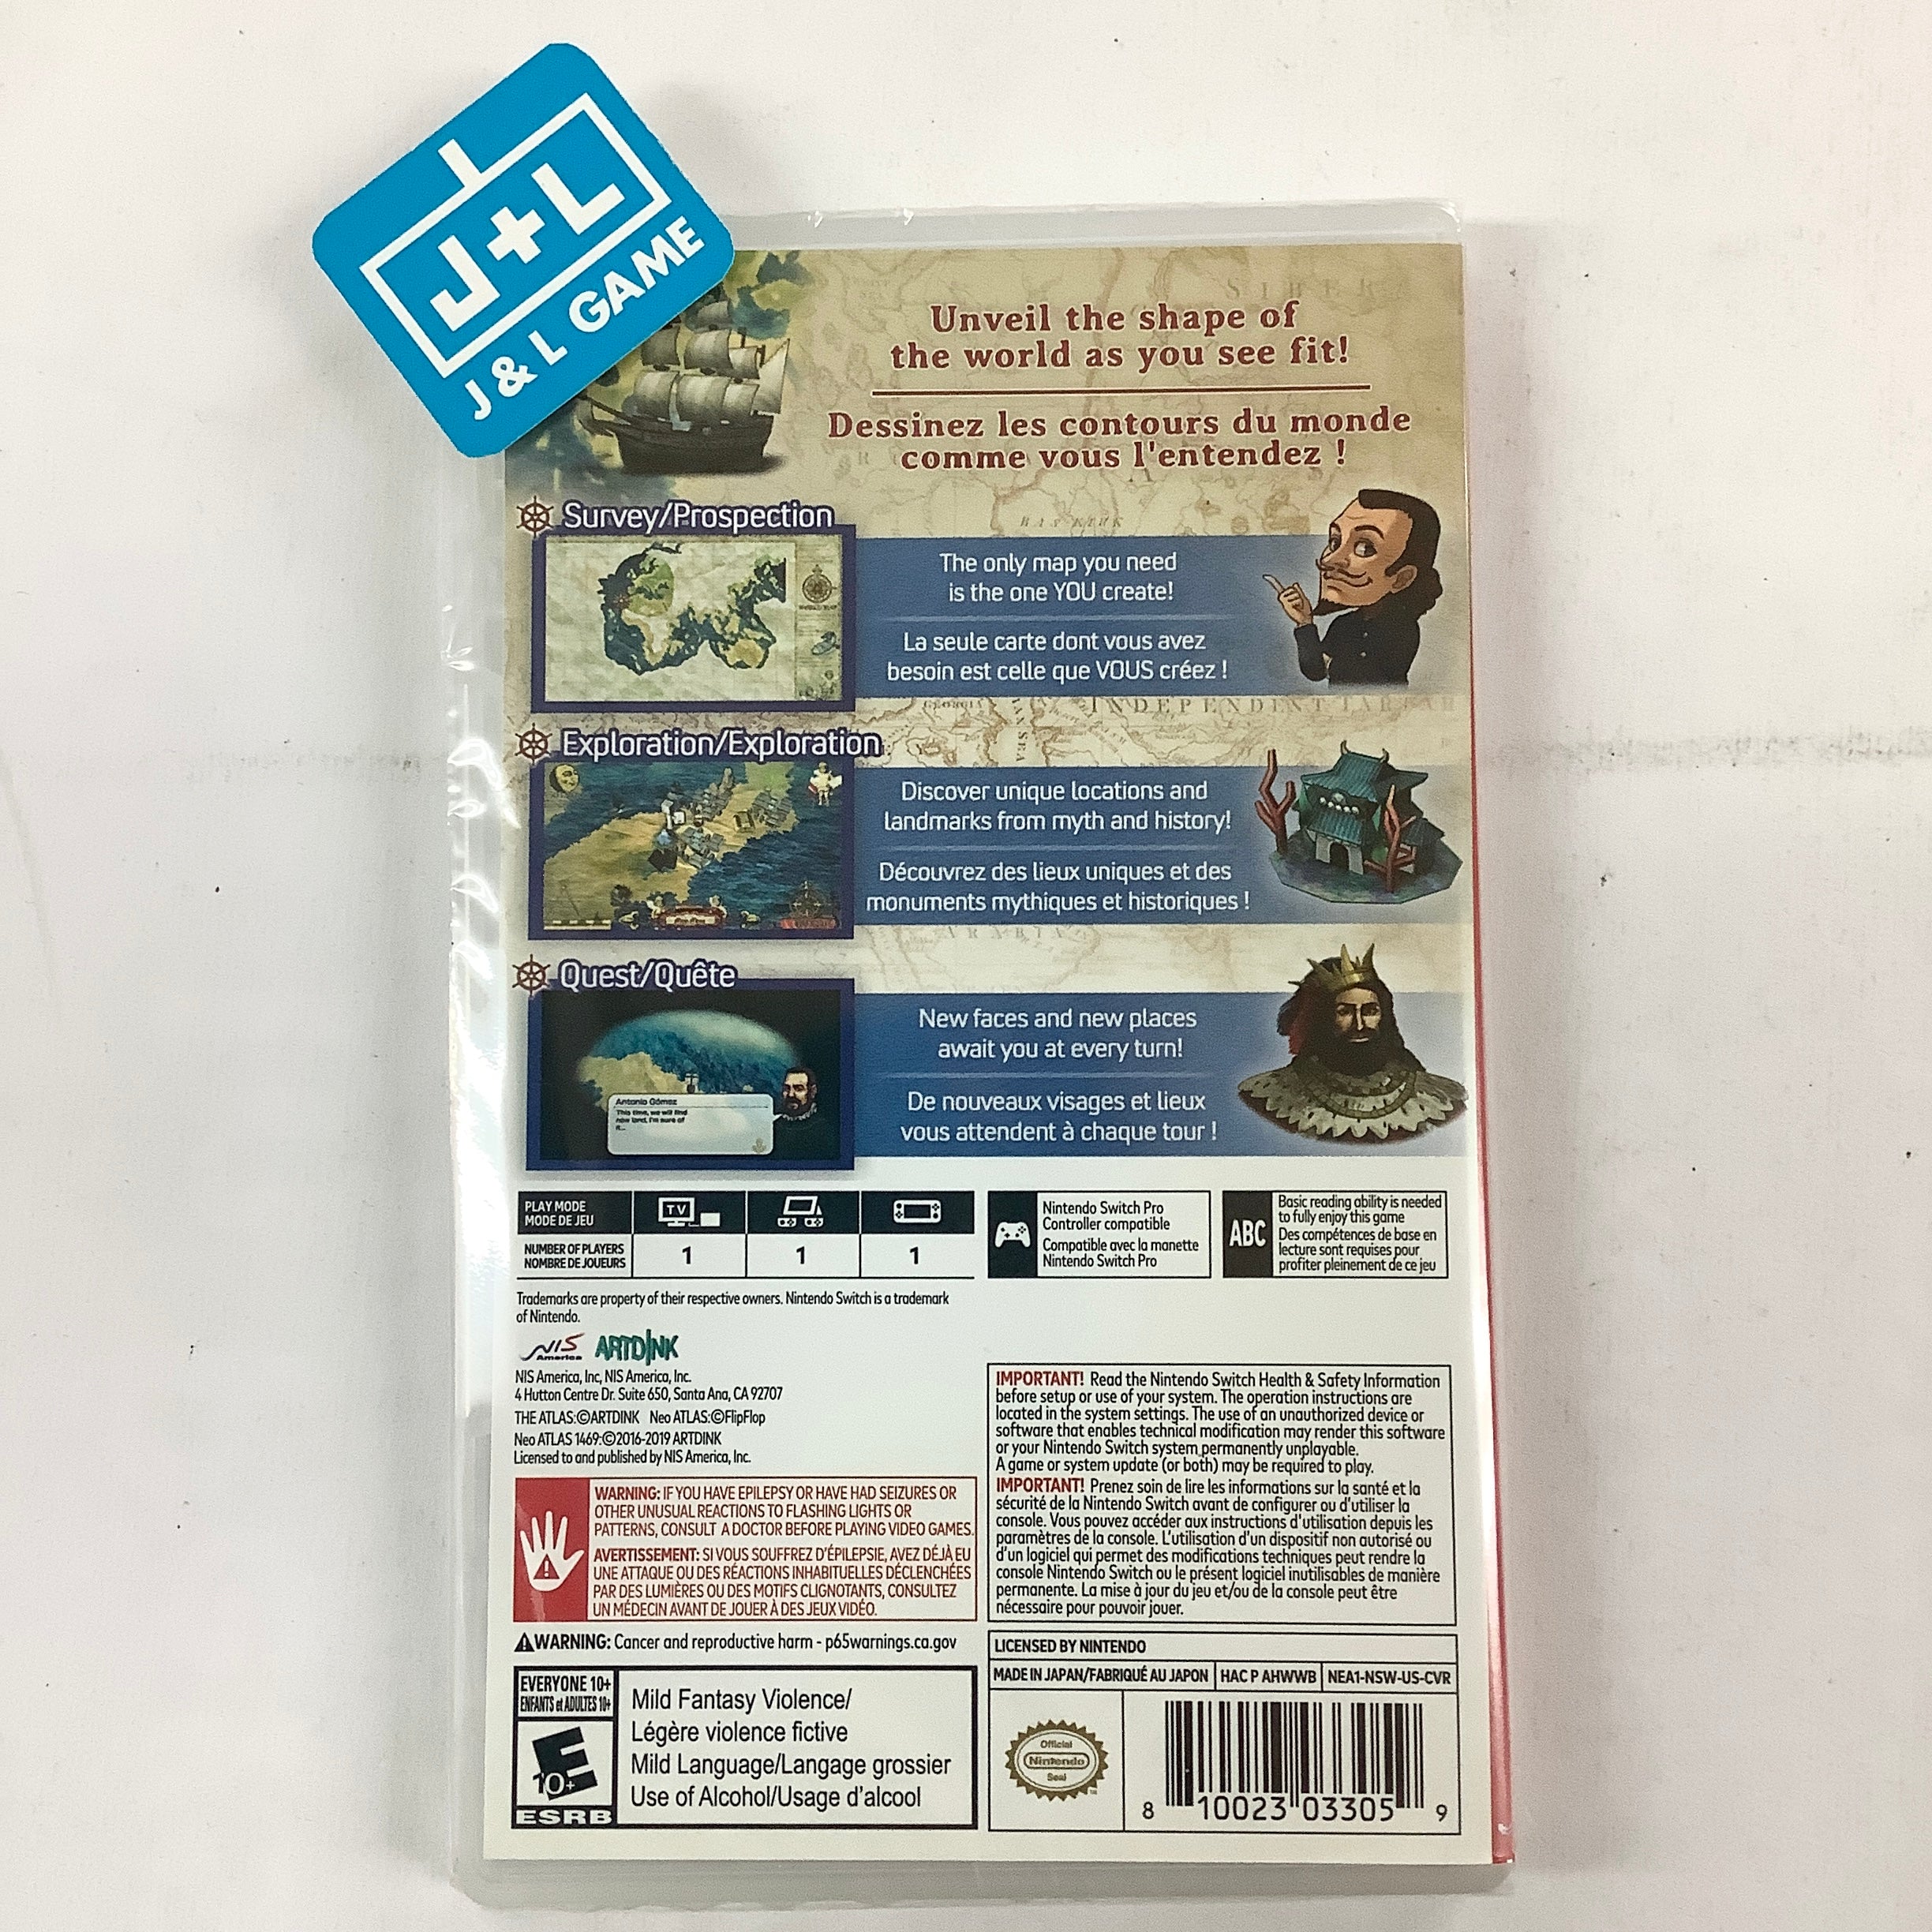 J+L
J & L GAME
SIBER
Unveil the shape of
the world as you see fit!
Dessinez les contours du monde
comme vous l'entendez !
Survey/Prospection
BAS KIRK
The only map you need
is the one YOU create!
La seule carte dont vous avez
besoin est celle que VOUS créez !
GEORGIA
INDEPENDENT TARTAR
Exploration/Exploration
Discover unique locations and
landmarks from myth and history!
Découvrez des lieux uniques et des
monuments mythiques et historiques !
ARABIA
Quest/Quête
New faces and new places
await you at every turn!
De nouveaux visages et lieux
vous attendent à chaque tour !
Antonio Gómez
This time, we will find
new land, I'm sure of
it...
PLAY MODE
MODE DE JEU
TV
NUMBER OF PLAYERS
NOMBRE DE JOUEURS
1 1 1
Nintendo Switch Pro
Controller compatible
Compatible avec la manette
Nintendo Switch Pro
ABC
Basic reading ability is needed
to fully enjoy this game
Des compétences de base en
lecture sont requises pour
profiter pleinement de ce jeu
Trademarks are property of their respective owners. Nintendo Switch is a trademark
of Nintendo.
NIS America ARTDINK
NIS America, Inc, NIS America, Inc.
4 Hutton Centre Dr. Suite 650, Santa Ana, CA 92707
THE ATLAS:©ARTDINK Neo ATLAS:©FlipFlop
Neo ATLAS 1469:©2016-2019 ARTDINK
Licensed to and published by NIS America, Inc.
WARNING: IF YOU HAVE EPILEPSY OR HAVE HAD SEIZURES OR
OTHER UNUSUAL REACTIONS TO FLASHING LIGHTS OR
PATTERNS, CONSULT A DOCTOR BEFORE PLAYING VIDEO GAMES.
AVERTISSEMENT: SI VOUS SOUFFREZ D'ÉPILEPSIE, AVEZ DÉJÀ EU
UNE ATTAQUE OU DES RÉACTIONS INHABITUELLES DÉCLENCHÉES
PAR DES LUMIÈRES OU DES MOTIFS CLIGNOTANTS, CONSULTEZ
UN MÉDECIN AVANT DE JOUER À DES JEUX VIDÉO.
WARNING: Cancer and reproductive harm - p65warnings.ca.gov
EVERYONE 10+
ENFANTS et ADULTES 10+
E
10+
ESRB
Mild Fantasy Violence/
Légère violence fictive
Mild Language/Langage grossier
Use of Alcohol/Usage d'alcool
IMPORTANT! Read the Nintendo Switch Health & Safety Information
before setup or use of your system. The operation instructions are
located in the system settings. The use of an unauthorized device or
software that enables technical modification may render this software
or your Nintendo Switch system permanently unplayable.
A game or system update (or both) may be required to play.
IMPORTANT! Prenez soin de lire les informations sur la santé et la
sécurité de la Nintendo Switch avant de configurer ou d'utiliser la
console. Vous pouvez accéder aux instructions d'utilisation depuis les
paramètres de la console. L'utilisation d'un dispositif non autorisé ou
d'un logiciel qui permet des modifications techniques peut rendre la
console Nintendo Switch ou le présent logiciel inutilisables de manière
permanente. La mise à jour du jeu et/ou de la console peut être
nécessaire pour pouvoir jouer.
LICENSED BY NINTENDO
MADE IN JAPAN/FABRIQUÉ AU JAPON HAC P AHWWB NEA1-NSW-US-CVR
Official
Nintendo
Seal
8 10023 03305 9